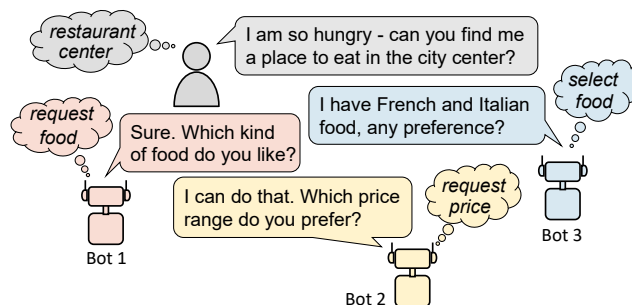 restaurant
center
I am so hungry - can you find me
a place to eat in the city center?
request
food
Sure. Which kind
of food do you like?
Bot 1
I have French and Italian
food, any preference?
select
food
Bot 3
I can do that. Which price
range do you prefer?
request
price
Bot 2